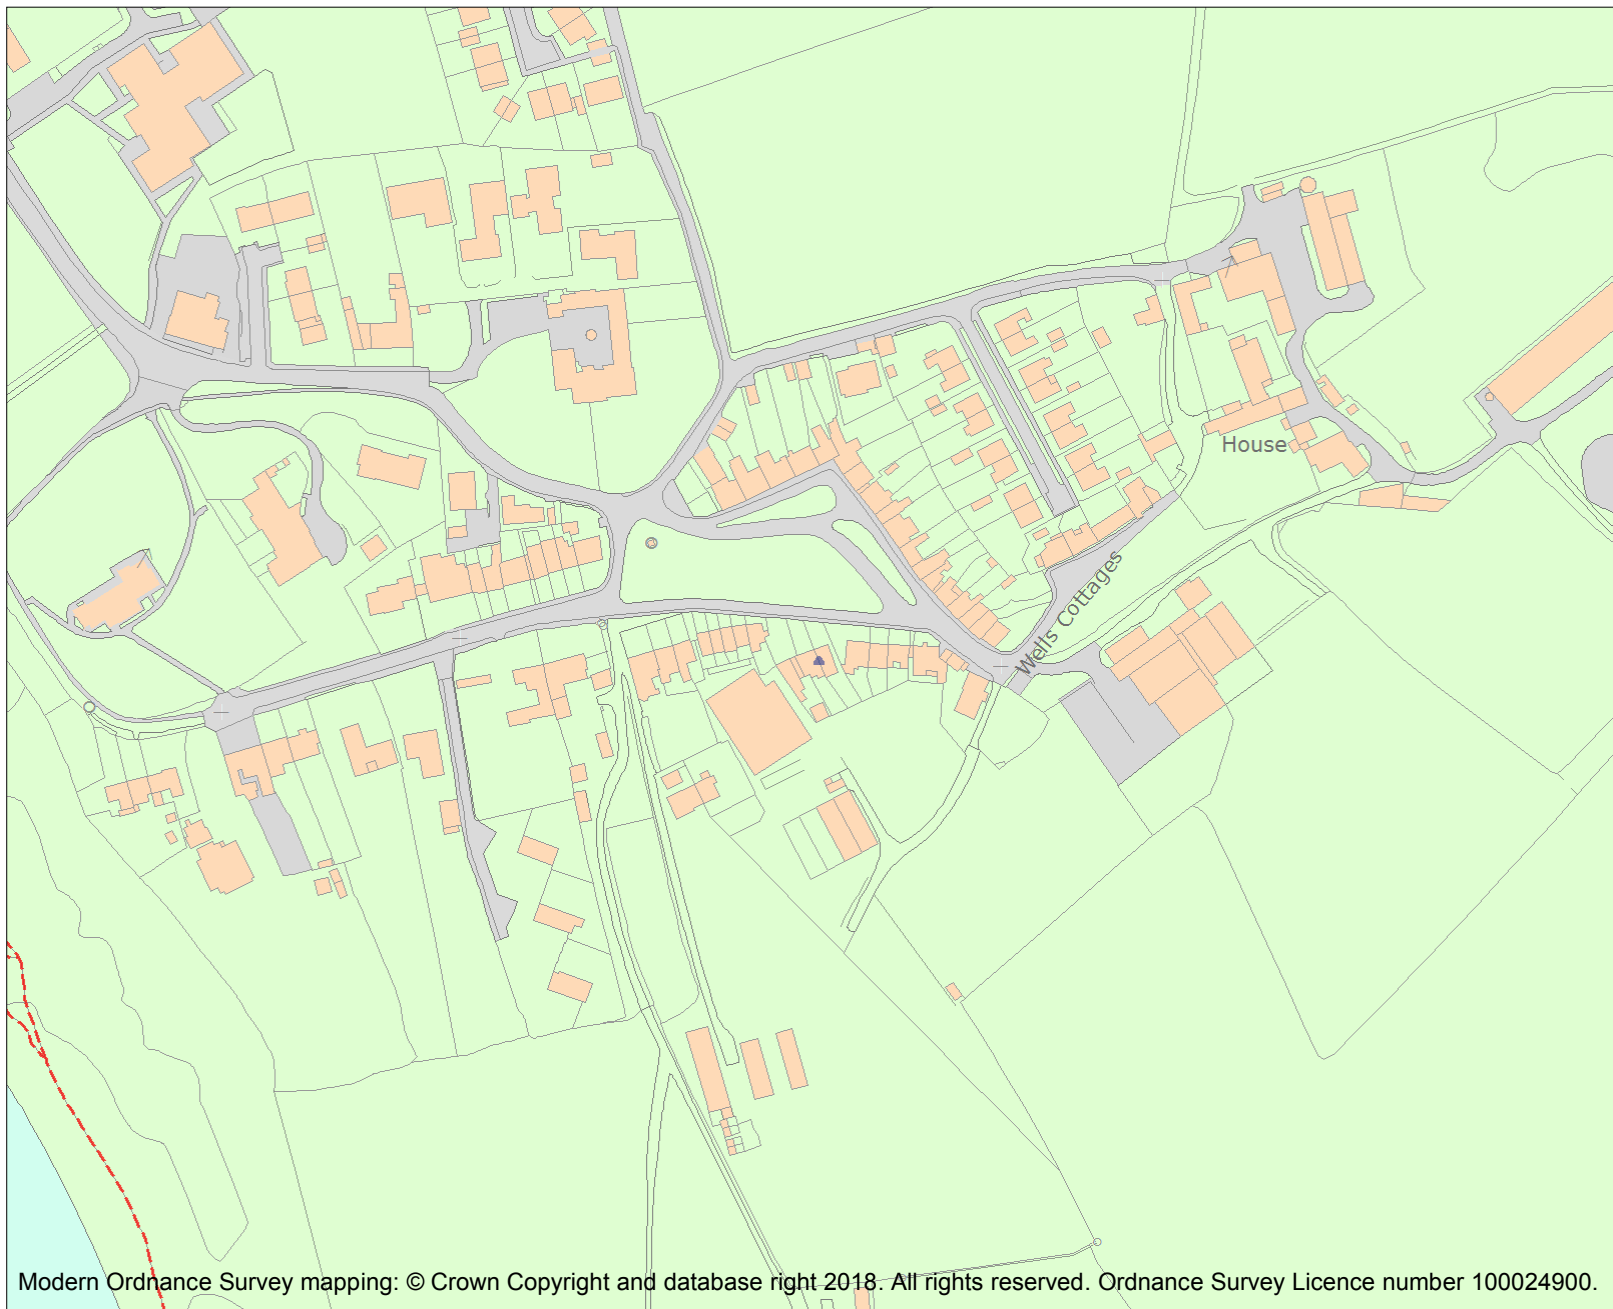 House
Wells Cottages
Modern Ordnance Survey mapping: © Crown Copyright and database right 2018. All rights reserved. Ordnance Survey Licence number 100024900.